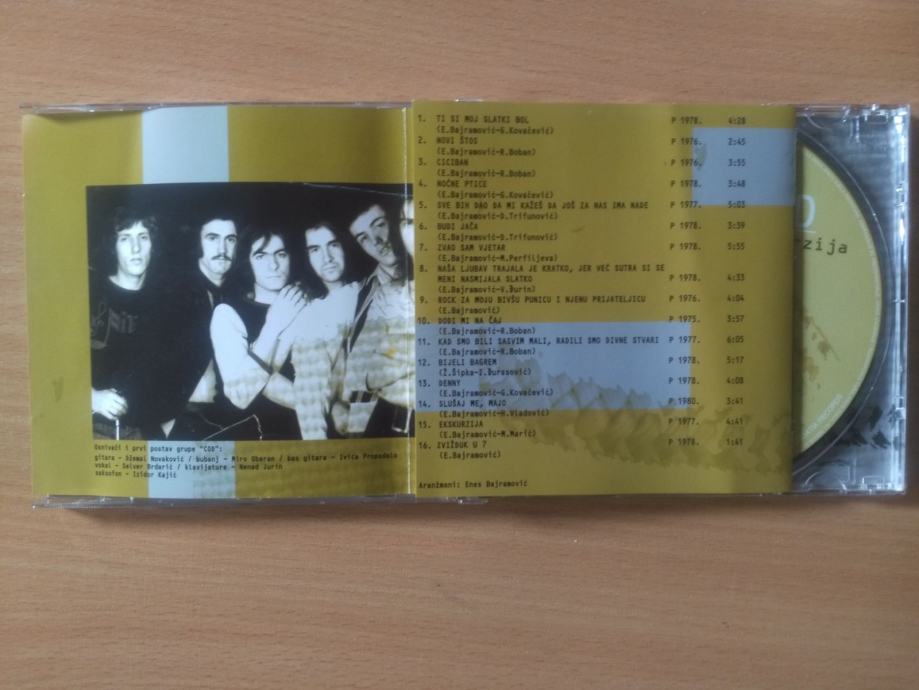 Osnivači i prvi postav grupe "COD":
gitara - Džemal Novaković / bubanj - Miro Oberan / bas gitara - Ivica Propadalo
vokal - Selver Brdarić / klavijature - Nenad Jurin
saksofon - Izidor Kajić
1. TI SI MOJ SLATKI BOL P 1978. 4:28
(E.Bajramović-G.Kovačević)
2. NOVI ŠTOS P 1976. 2:45
(E.Bajramović-R.Boban)
3. CICIBAN P 1976. 3:55
(E.Bajramović-R.Boban)
4. NOĆNE PTICE P 1978. 3:48
(E.Bajramović-G.Kovačević)
5. SVE BIH DAO DA MI KAŽEŠ DA JOŠ ZA NAS IMA NADE P 1977. 5:03
(E.Bajramović-D.Trifunović)
6. BUDI JAČA P 1978. 3:59
(E.Bajramović-D.Trifunović)
7. ZVAO SAM VJETAR P 1978. 5:55
(E.Bajramović-M.Perfiljeva)
8. NAŠA LJUBAV TRAJALA JE KRATKO, JER VEĆ SUTRA SI SE
MENI NASMIJALA SLATKO P 1978. 4:33
(E.Bajramović-V.Đurin)
9. ROCK ZA MOJU BIVŠU PUNICU I NJENU PRIJATELJICU P 1976. 4:04
(E.Bajramović)
10. DOĐI MI NA ČAJ P 1975. 3:57
(E.Bajramović-R.Boban)
11. KAD SMO BILI SASVIM MALI, RADILI SMO DIVNE STVARI P 1977. 6:05
(E.Bajramović-R.Boban)
12. BIJELI BAGREM P 1978. 5:17
(Ž.Šipka-I.Đurasović)
13. DENNY P 1978. 4:08
(E.Bajramović-G.Kovačević)
14. SLUŠAJ ME, MAJO P 1980. 3:41
(E.Bajramović-R.Vladović)
15. EKSKURZIJA P 1977. 4:41
(E.Bajramović-M.Marić)
16. ZVIŽDUK U 7 P 1978. 1:41
(E.Bajramović)
Aranžmani: Enes Bajramović
zija